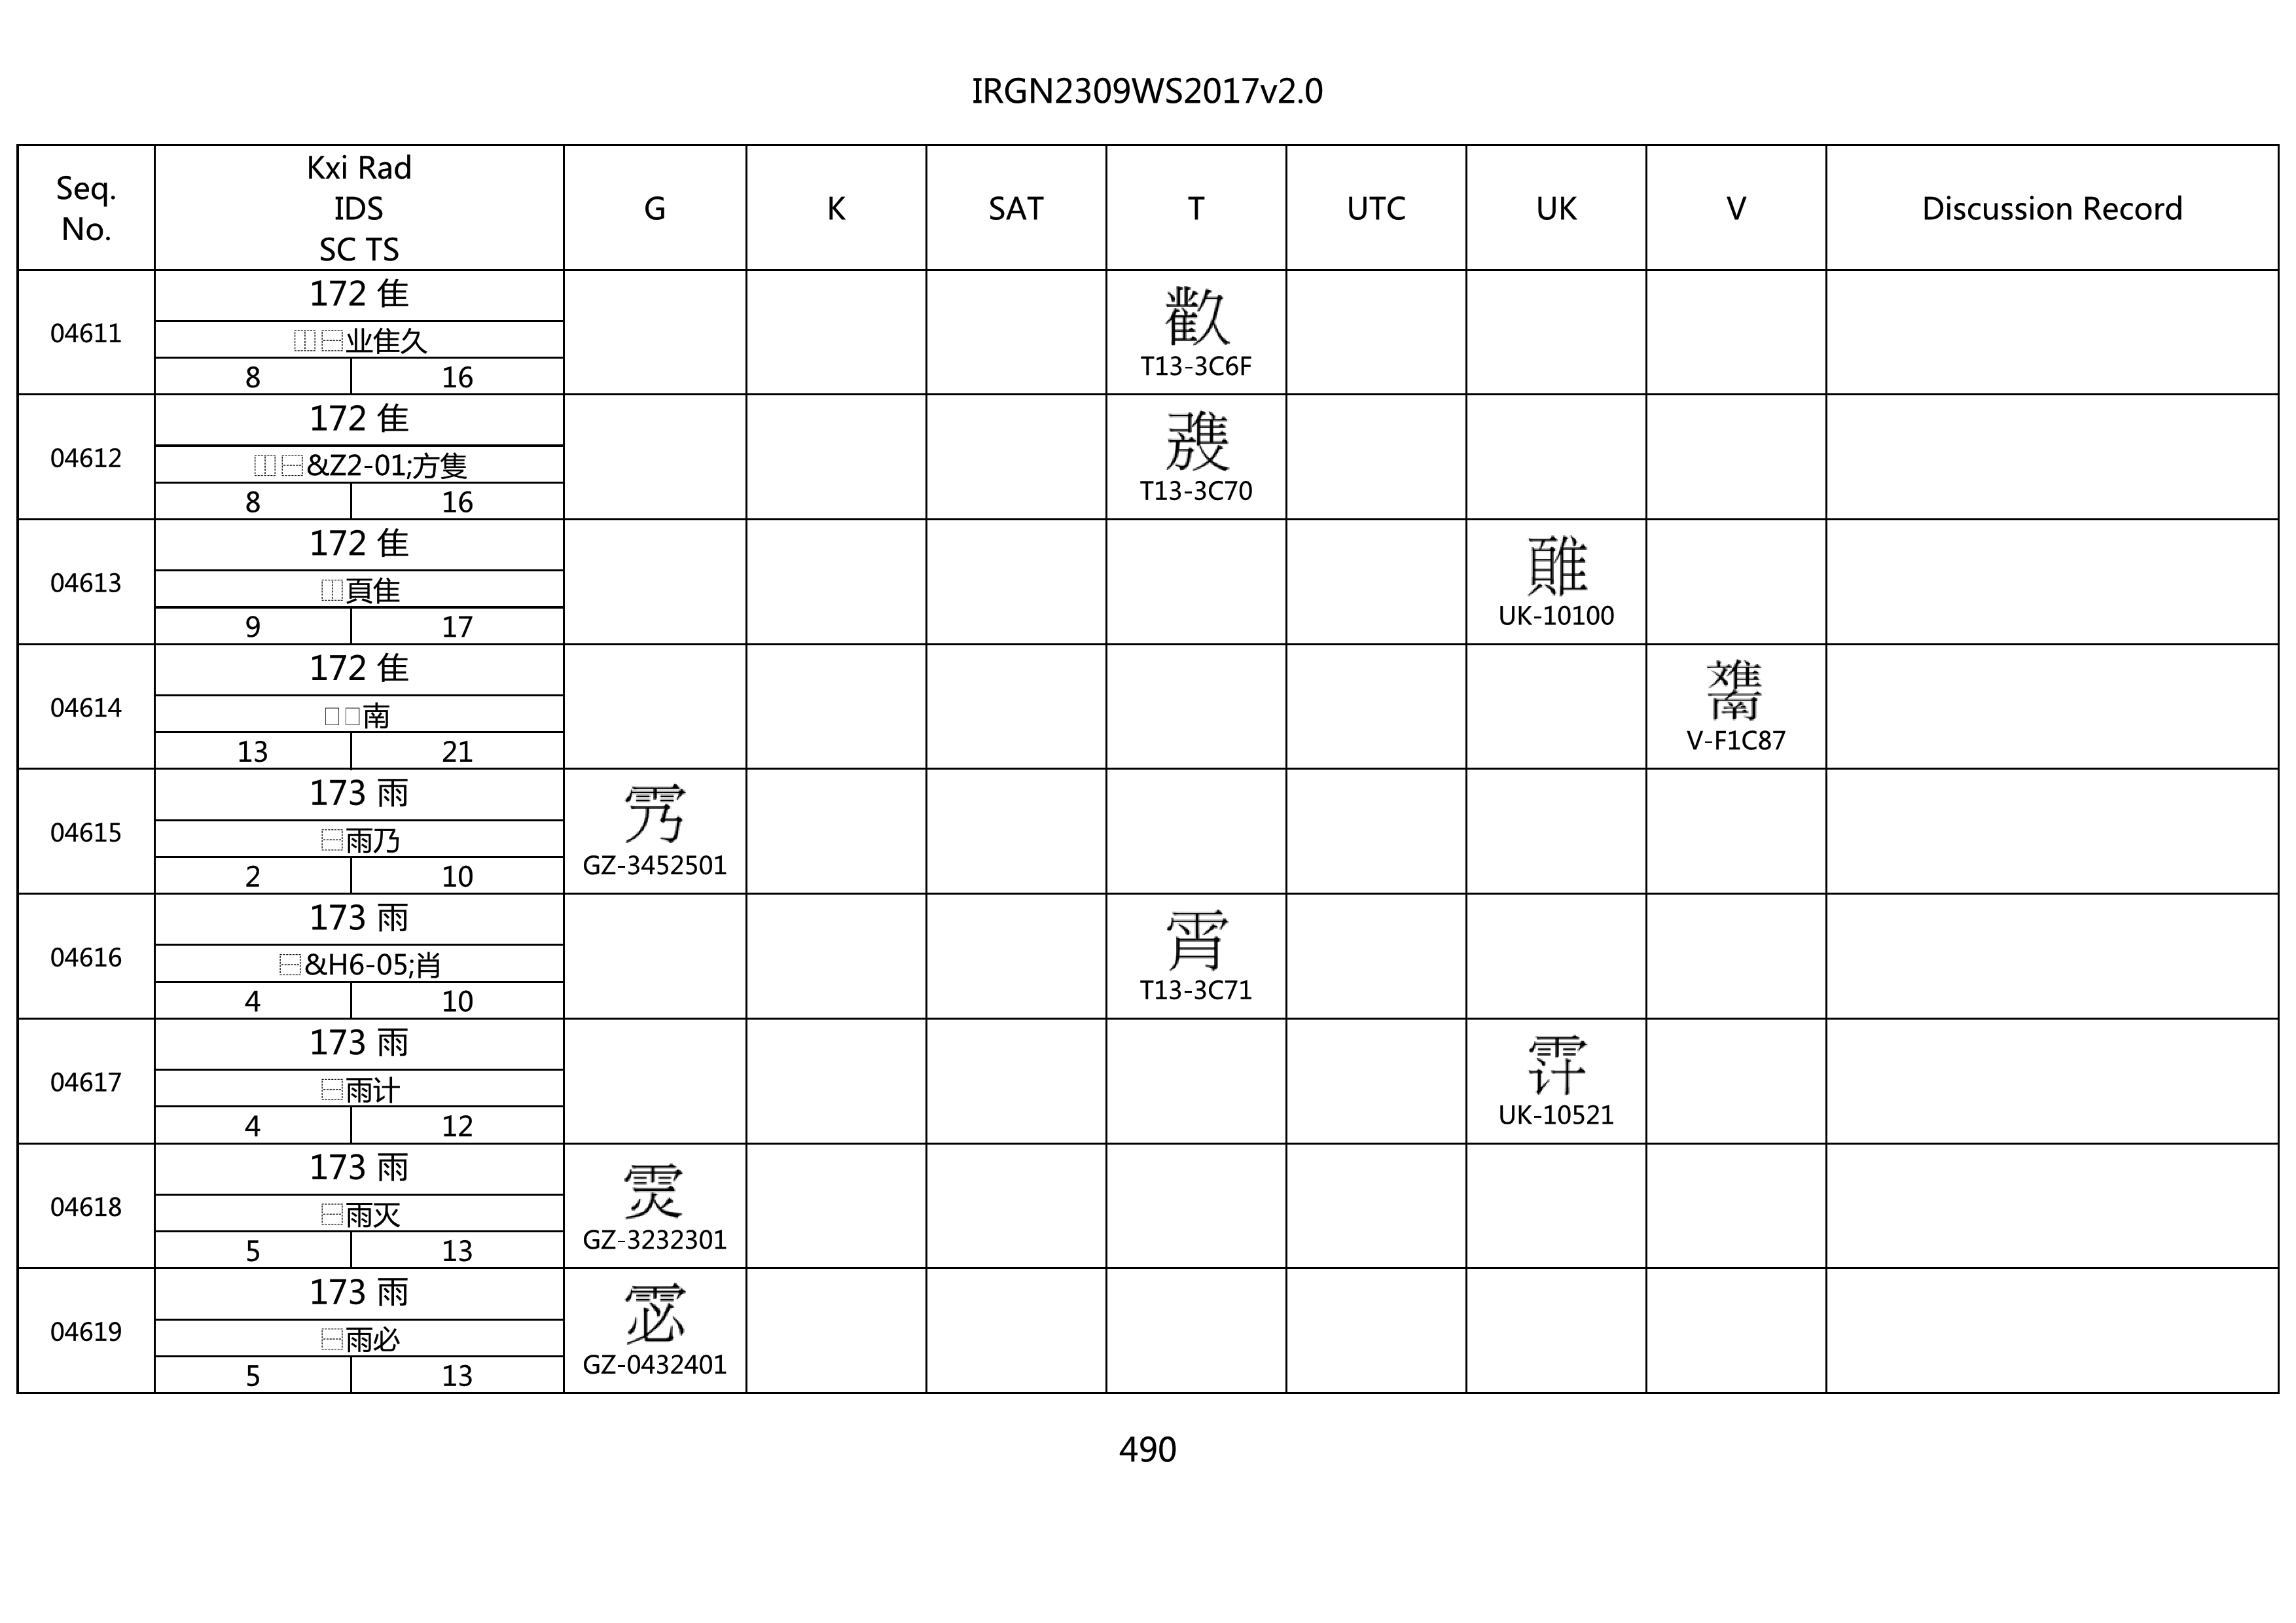 IRGN2309WS2017v2.0
Seq. No.
Kxi Rad
IDS
SC TS
G
K
SAT
T
UTC
UK
V
Discussion Record
04611
172 隹
⿰⿱业隹久
8
16
T13-3C6F
04612
172 隹
⿰⿱&Z2-01;方隻
8
16
T13-3C70
04613
172 隹
⿰頁隹
9
17
UK-10100
04614
172 隹
南
13
21
V-F1C87
04615
173 雨
⿱雨乃
2
10
GZ-3452501
04616
173 雨
⿱&H6-05;肖
4
10
T13-3C71
04617
173 雨
⿱雨计
4
12
UK-10521
04618
173 雨
⿱雨灭
5
13
GZ-3232301
04619
173 雨
⿱雨必
5
13
GZ-0432401
490